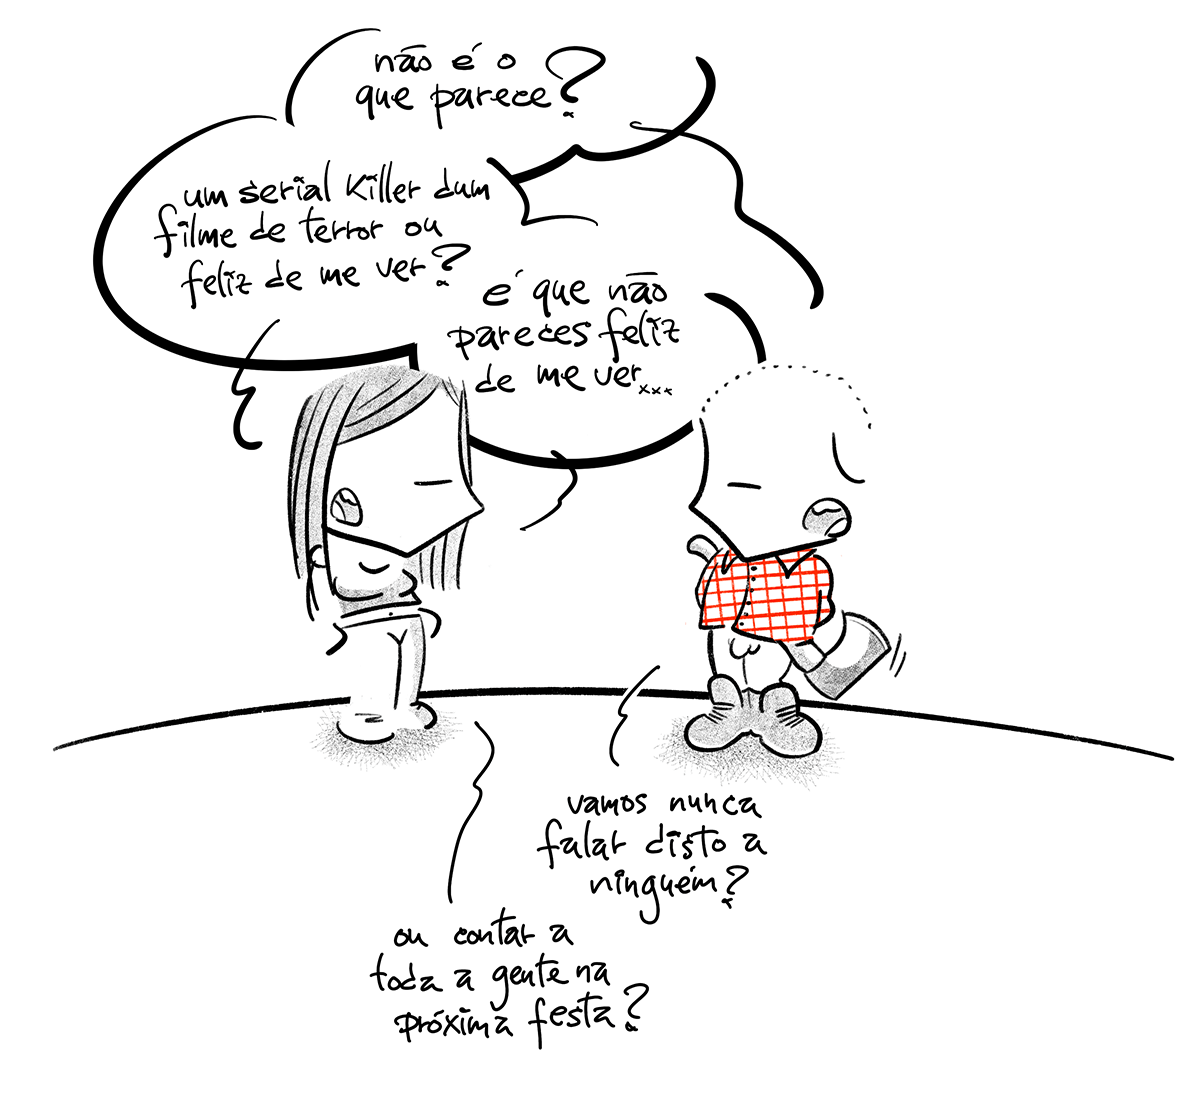 não é o
que parece?
um serial killer dum
filme de terror ou
feliz de me ver?
é que não
pareces feliz
de me ver...
vamos nunca
falar disto a
ninguém?
ou contar a
toda a gente na
próxima festa?